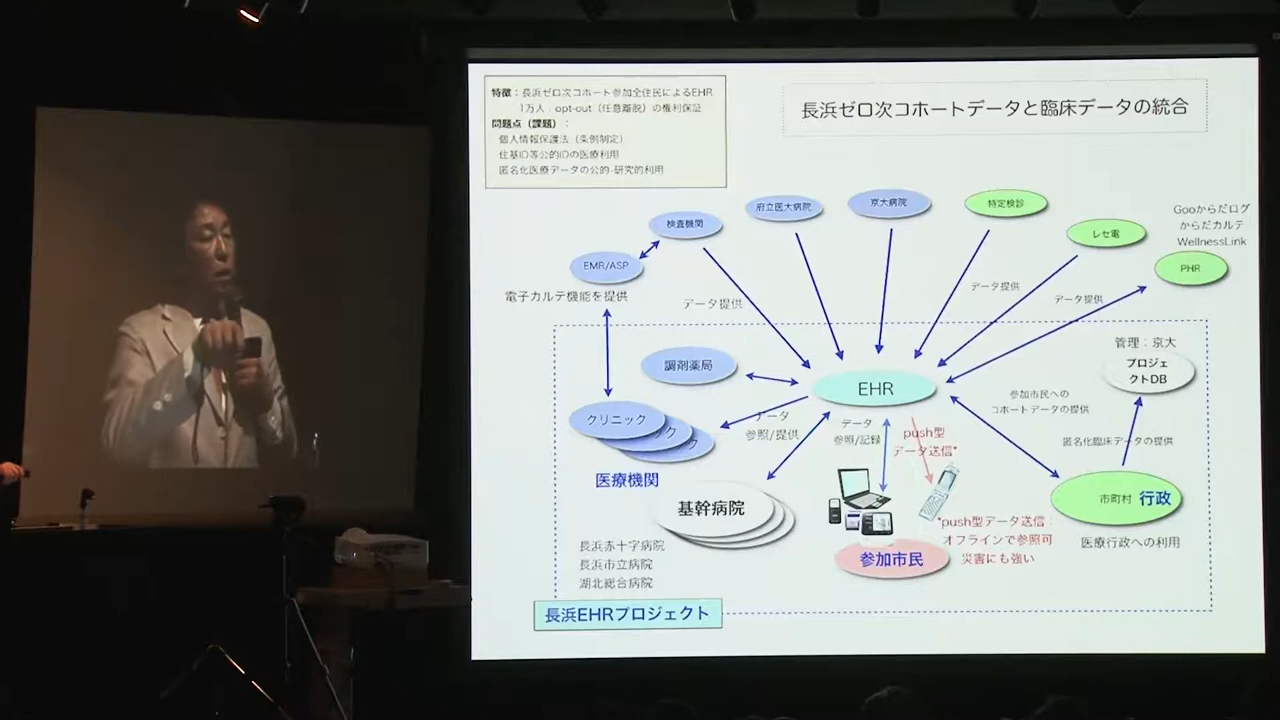 特徴：長浜ゼロ次コホート参加全住民によるEHR
1万人：opt-out（任意離脱）の権利保証
問題点（課題）：
個人情報保護法（条例制定）
住基ID等公的IDの医療利用
匿名化医療データの公的·研究的利用
長浜ゼロ次コホートデータと臨床データの統合
検査機関
府立医大病院
京大病院
特定検診
レセ電
Gooからだログ
からだカルテ
WellnessLink
PHR
EMR/ASP
電子カルテ機能を提供
データ提供
データ提供
データ提供
管理：京大
プロジェ
クトDB
調剤薬局
EHR
参加市民への
コホートデータの提供
クリニック
ック
ク
データ
参照/提供
データ
参照/記録
push型
データ送信*
匿名化臨床データの提供
医療機関
基幹病院
市町村 行政
*push型データ送信：
オフラインで参照可
災害にも強い
医療行政への利用
参加市民
長浜赤十字病院
長浜市立病院
湖北総合病院
長浜EHRプロジェクト